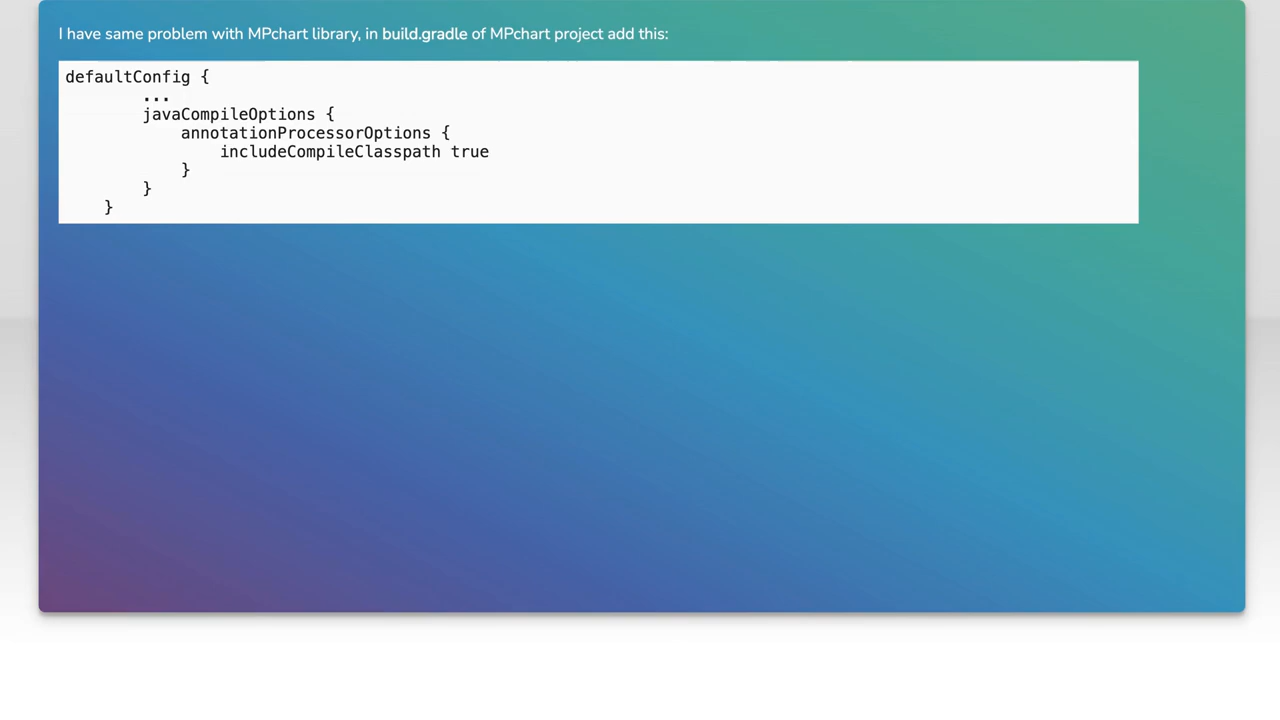 I have same problem with MPchart library, in build.gradle of MPchart project add this:
defaultConfig {
        ...
        javaCompileOptions {
            annotationProcessorOptions {
                includeCompileClasspath true
            }
        }
    }